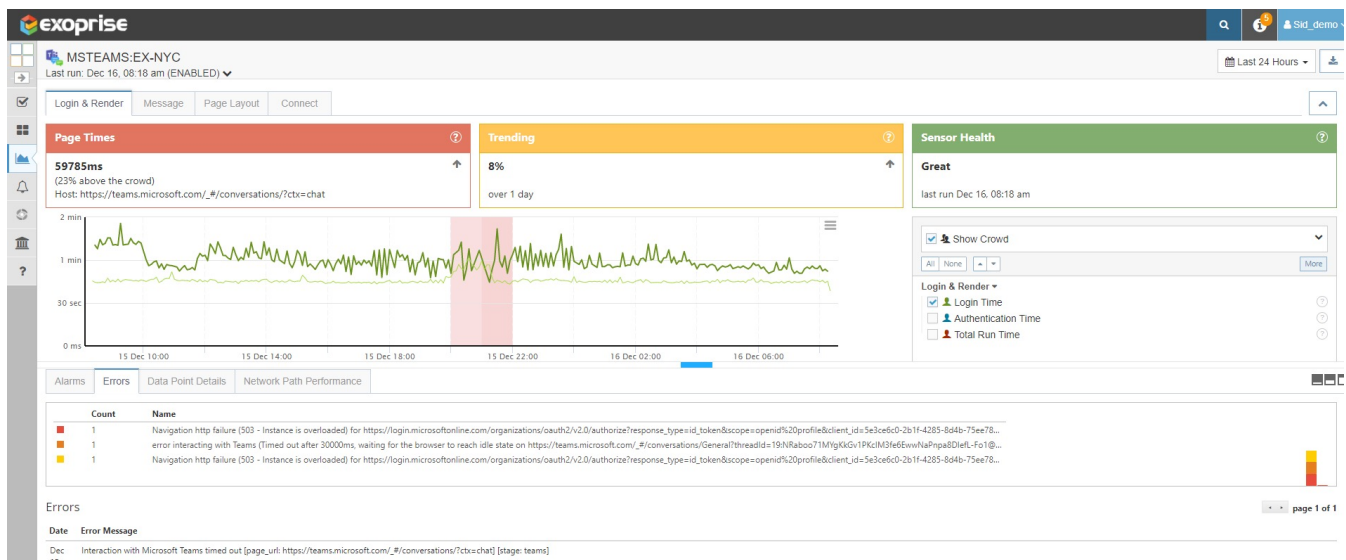 exoprise
5
Sid_demo
MSTEAMS:EX-NYC
Last run: Dec 16, 08:18 am (ENABLED)
Last 24 Hours
Login & Render Message Page Layout Connect
Page Times ?
59785ms
(23% above the crowd)
Host: https://teams.microsoft.com/_#/conversations/?ctx=chat
Trending ?
8%
over 1 day
Sensor Health ?
Great
last run Dec 16, 08:18 am
2 min
1 min
30 sec
0 ms
15 Dec 10:00 15 Dec 14:00 15 Dec 18:00 15 Dec 22:00 16 Dec 02:00 16 Dec 06:00
Show Crowd
All None More
Login & Render
Login Time ?
Authentication Time ?
Total Run Time ?
?
Alarms Errors Data Point Details Network Path Performance
Count Name
1 Navigation http failure (503 - Instance is overloaded) for https://login.microsoftonline.com/organizations/oauth2/v2.0/authorize?response_type=id_token&scope=openid%20profile&client_id=5e3ce6c0-2b1f-4285-8d4b-75ee78...
1 error interacting with Teams (Timed out after 30000ms, waiting for the browser to reach idle state on https://teams.microsoft.com/_#/conversations/General?threadId=19:NRaboo71MYgKkGv1PKclM3fe6EwwNaPnpa8DlefL-Fo1@...
1 Navigation http failure (503 - Instance is overloaded) for https://login.microsoftonline.com/organizations/oauth2/v2.0/authorize?response_type=id_token&scope=openid%20profile&client_id=5e3ce6c0-2b1f-4285-8d4b-75ee78...
Errors
page 1 of 1
Date Error Message
Dec Interaction with Microsoft Teams timed out [page_url: https://teams.microsoft.com/_#/conversations/?ctx=chat] [stage: teams]